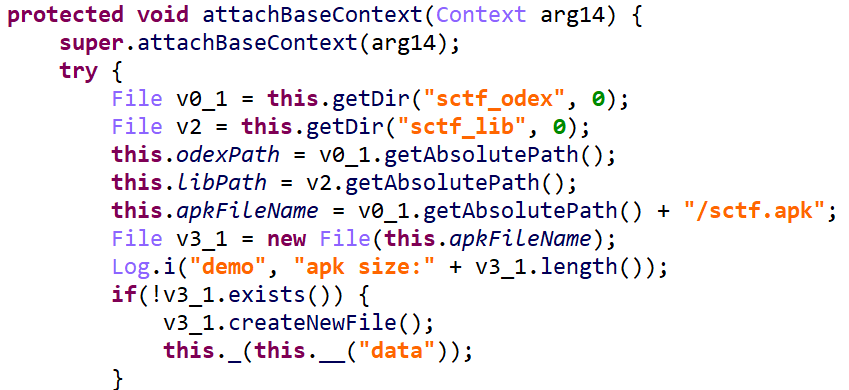 protected void attachBaseContext(Context arg14) {
    super.attachBaseContext(arg14);
    try {
        File v0_1 = this.getDir("sctf_odex", 0);
        File v2 = this.getDir("sctf_lib", 0);
        this.odexPath = v0_1.getAbsolutePath();
        this.libPath = v2.getAbsolutePath();
        this.apkFileName = v0_1.getAbsolutePath() + "/sctf.apk";
        File v3_1 = new File(this.apkFileName);
        Log.i("demo", "apk size:" + v3_1.length());
        if(!v3_1.exists()) {
            v3_1.createNewFile();
            this._(this.__("data"));
        }